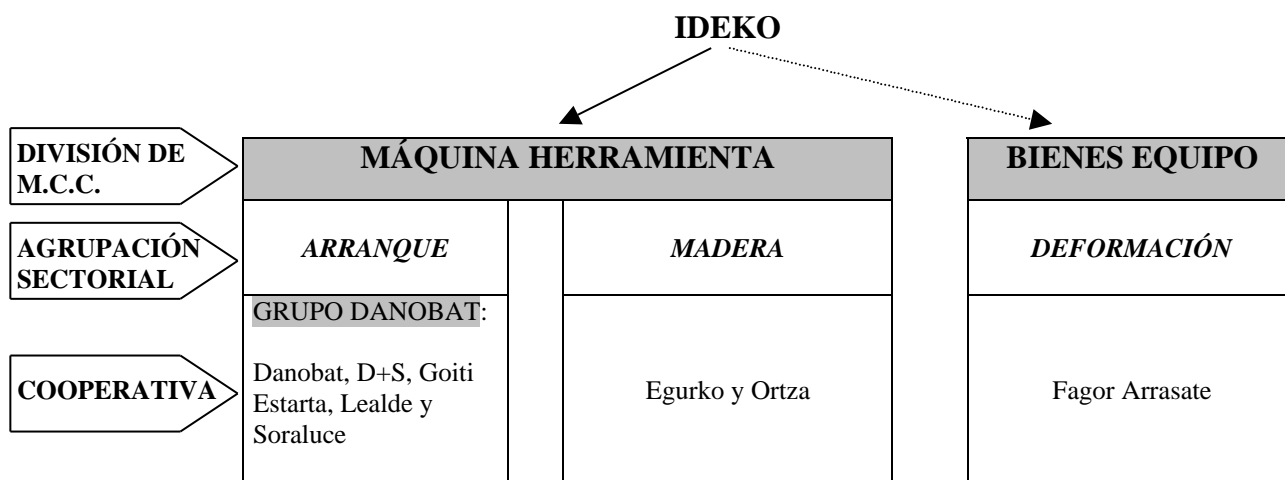 IDEKO
DIVISIÓN DE
M.C.C.
MÁQUINA HERRAMIENTA
BIENES EQUIPO
AGRUPACIÓN
SECTORIAL
ARRANQUE
MADERA
DEFORMACIÓN
COOPERATIVA
GRUPO DANOBAT:
Danobat, D+S, Goiti
Estarta, Lealde y
Soraluce
Egurko y Ortza
Fagor Arrasate